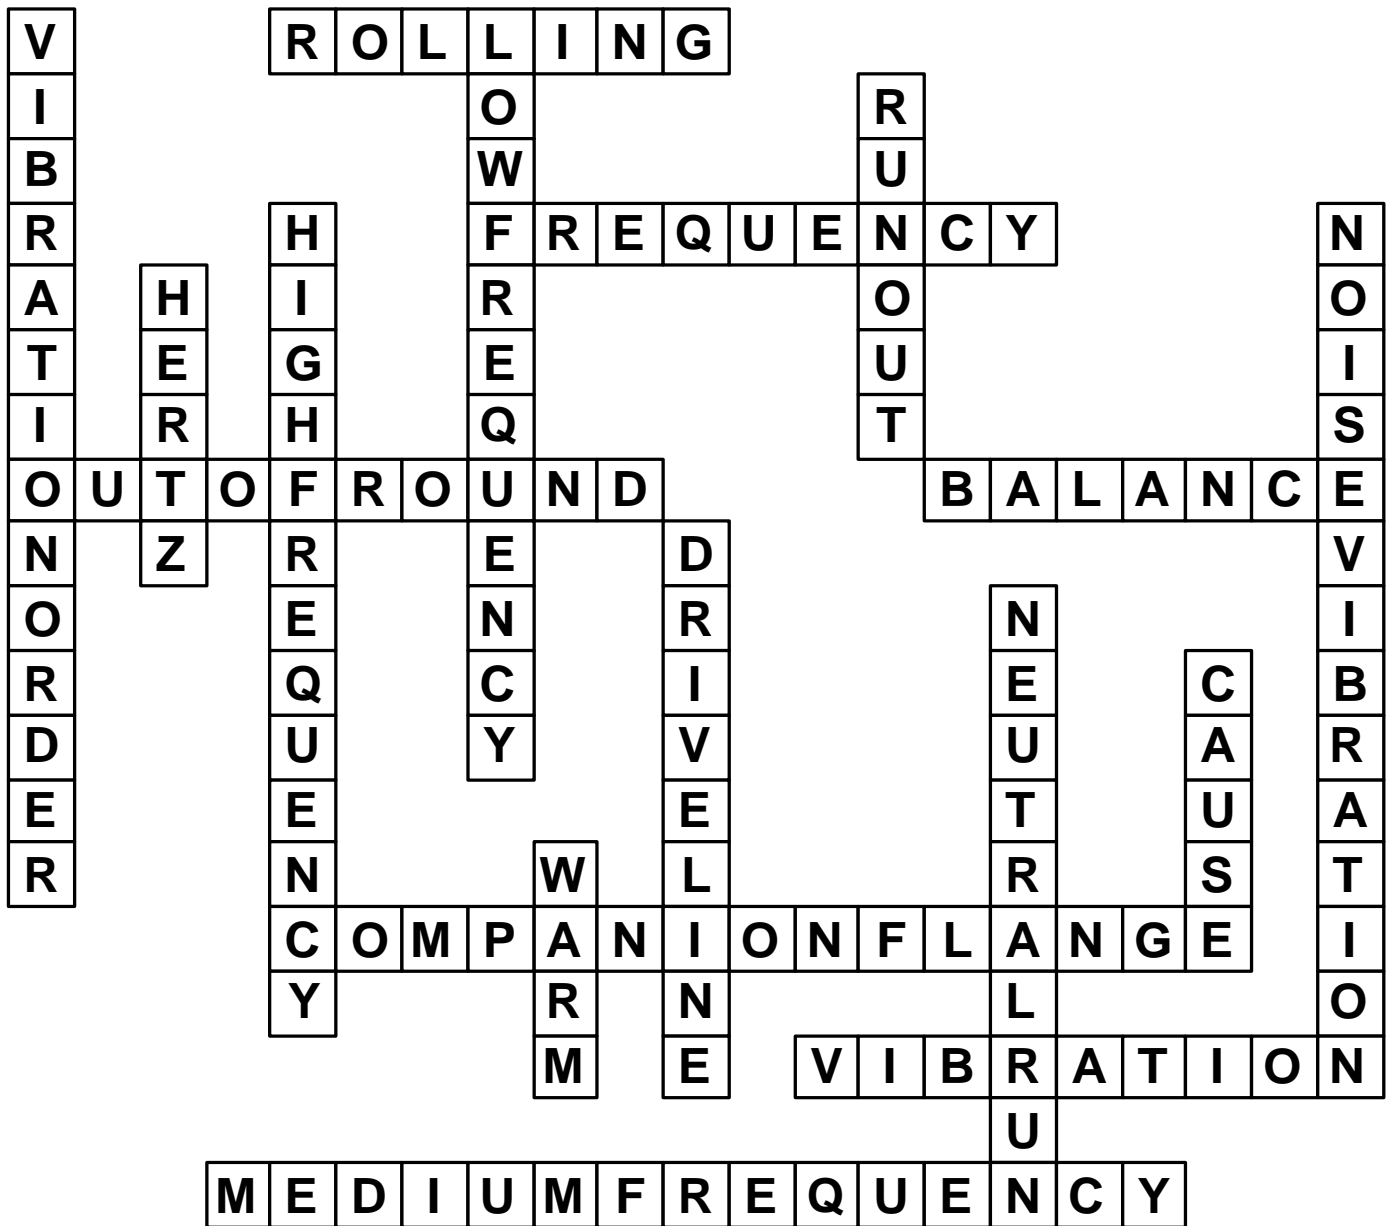 VIBRATIONORDER
ROLLING
LOWFREQUENCY
RUNOUT
HIGHFREQUENCY
FREQUENCY
NOISEVIBRATION
HERTZ
OUTOFROUND
BALANCE
DRIVELINE
NEUTRALRUN
CAUSE
WARM
COMPANIONFLANGE
VIBRATION
MEDIUMFREQUENCY